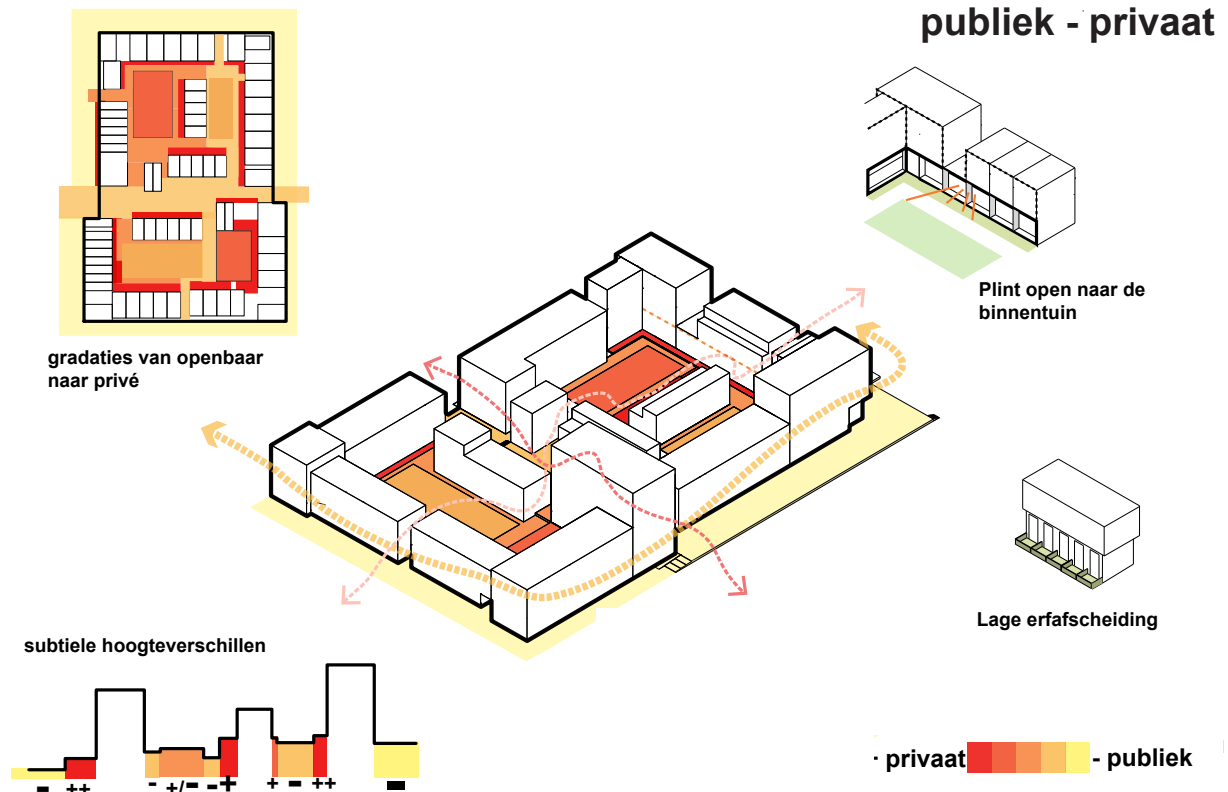 publiek - privaat
Plint open naar de
binnentuin
gradaties van openbaar
naar privé
Lage erfafscheiding
subtiele hoogteverschillen
- ++ - +/- -+ + - ++ -
- privaat - publiek